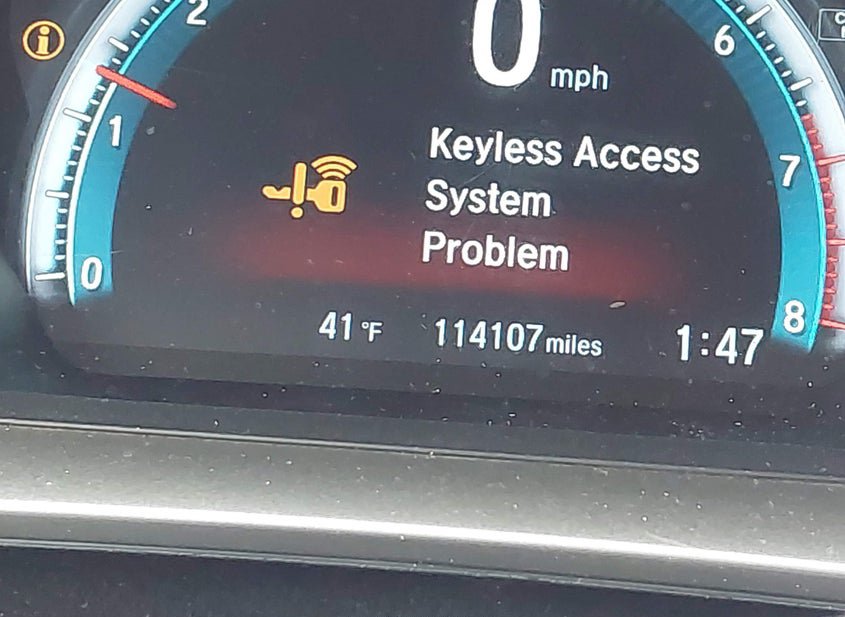 2
6
0 mph
1
7
Keyless Access
System
Problem
0
8
41 °F
114107 miles
1:47